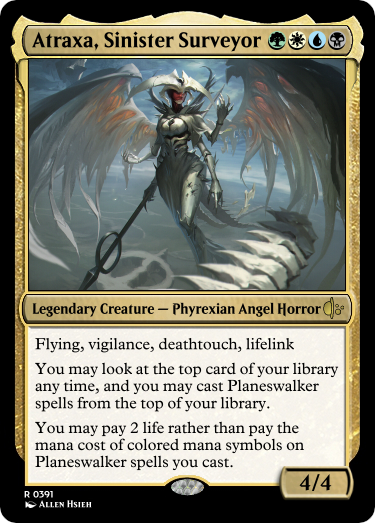 Atraxa, Sinister Surveyor
Legendary Creature — Phyrexian Angel Horror
Flying, vigilance, deathtouch, lifelink
You may look at the top card of your library
any time, and you may cast Planeswalker
spells from the top of your library.
You may pay 2 life rather than pay the
mana cost of colored mana symbols on
Planeswalker spells you cast.
4/4
R 0391
Allen Hsieh